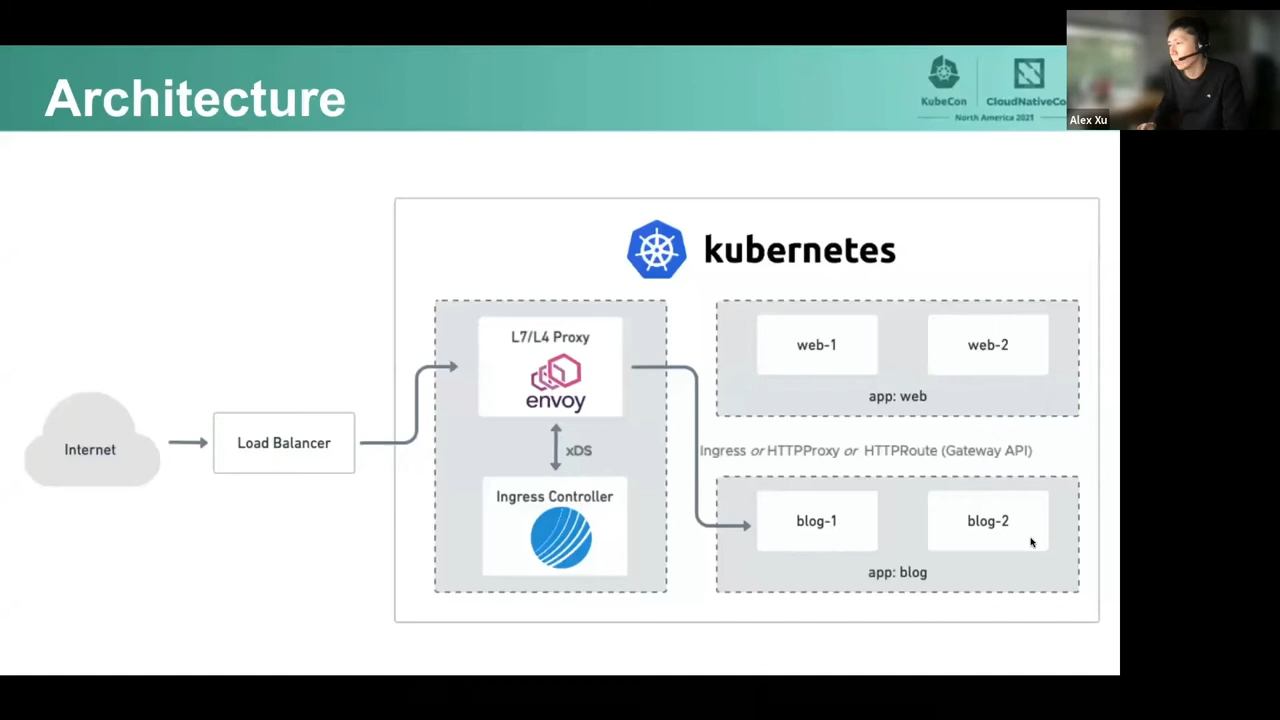 Architecture
KubeCon
CloudNativeCo
North America 2021
Alex Xu
kubernetes
L7/L4 Proxy
envoy
xDS
Ingress Controller
Internet
Load Balancer
web-1
web-2
app: web
Ingress or HTTPProxy or HTTPRoute (Gateway API)
blog-1
blog-2
app: blog